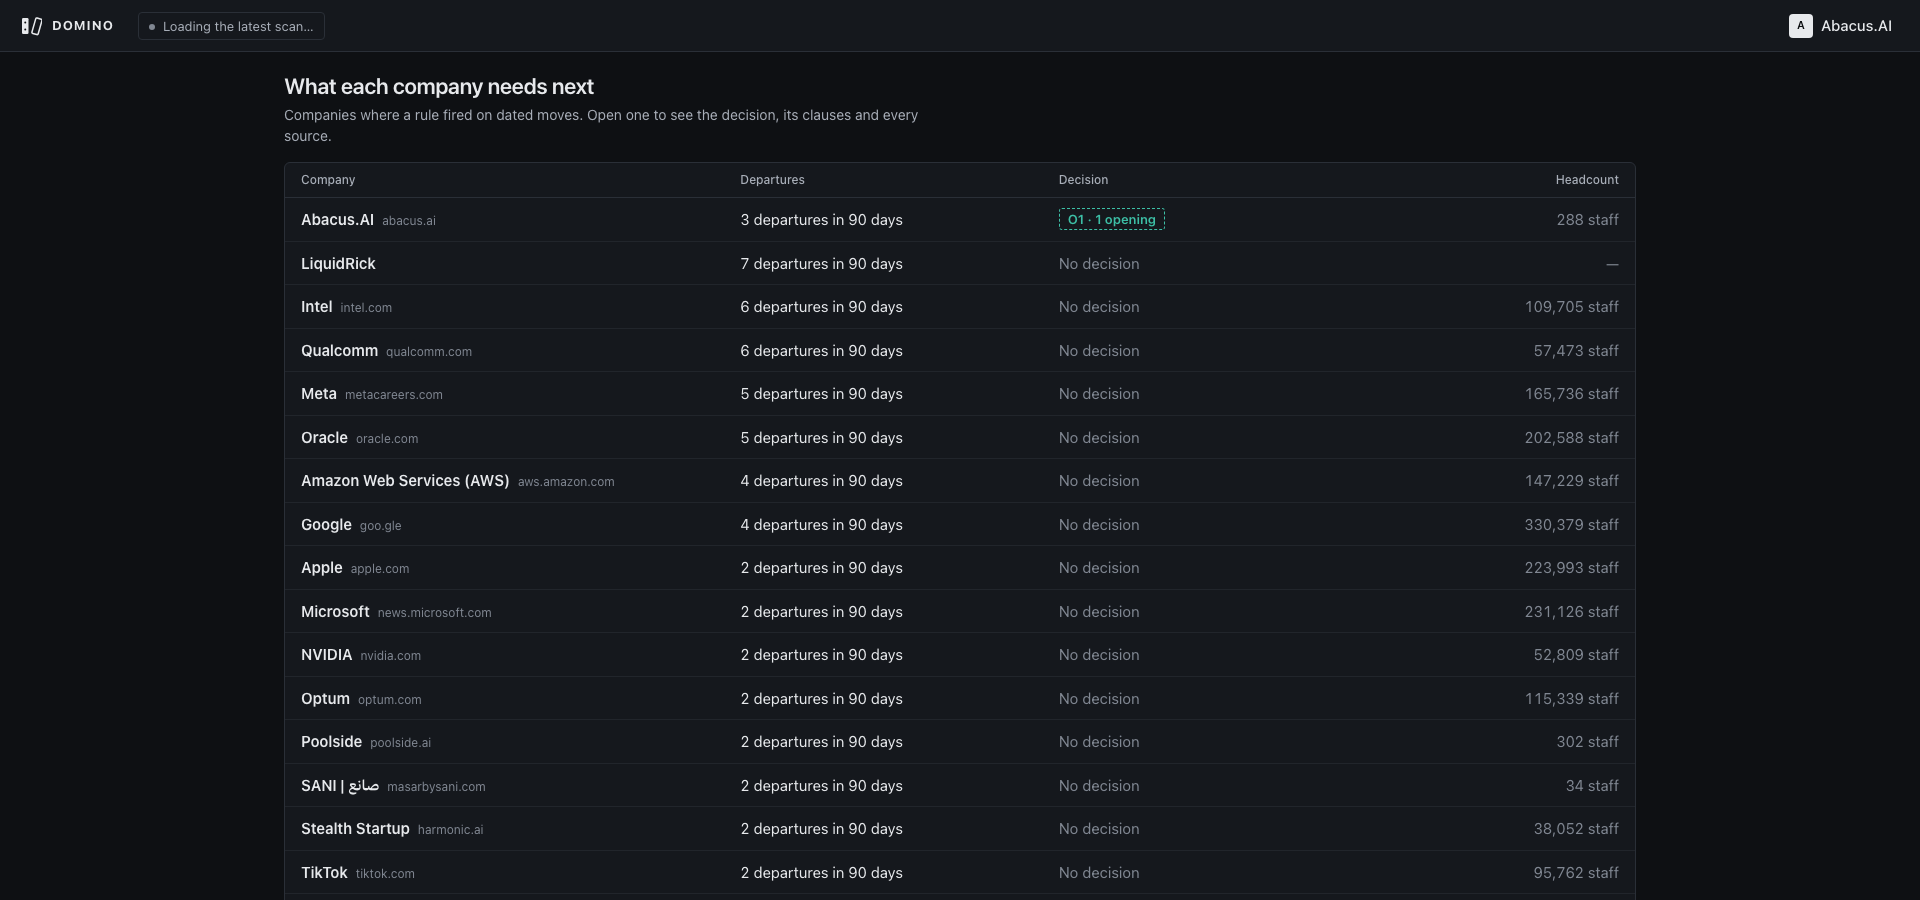 DOMINO
Loading the latest scan...
A
Abacus.AI
What each company needs next
Companies where a rule fired on dated moves. Open one to see the decision, its clauses and every
source.
Company Departures Decision Headcount
Abacus.AI abacus.ai 3 departures in 90 days O1 · 1 opening 288 staff
LiquidRick 7 departures in 90 days No decision —
Intel intel.com 6 departures in 90 days No decision 109,705 staff
Qualcomm qualcomm.com 6 departures in 90 days No decision 57,473 staff
Meta metacareers.com 5 departures in 90 days No decision 165,736 staff
Oracle oracle.com 5 departures in 90 days No decision 202,588 staff
Amazon Web Services (AWS) aws.amazon.com 4 departures in 90 days No decision 147,229 staff
Google goo.gle 4 departures in 90 days No decision 330,379 staff
Apple apple.com 2 departures in 90 days No decision 223,993 staff
Microsoft news.microsoft.com 2 departures in 90 days No decision 231,126 staff
NVIDIA nvidia.com 2 departures in 90 days No decision 52,809 staff
Optum optum.com 2 departures in 90 days No decision 115,339 staff
Poolside poolside.ai 2 departures in 90 days No decision 302 staff
SANI | صانع masarbysani.com 2 departures in 90 days No decision 34 staff
Stealth Startup harmonic.ai 2 departures in 90 days No decision 38,052 staff
TikTok tiktok.com 2 departures in 90 days No decision 95,762 staff